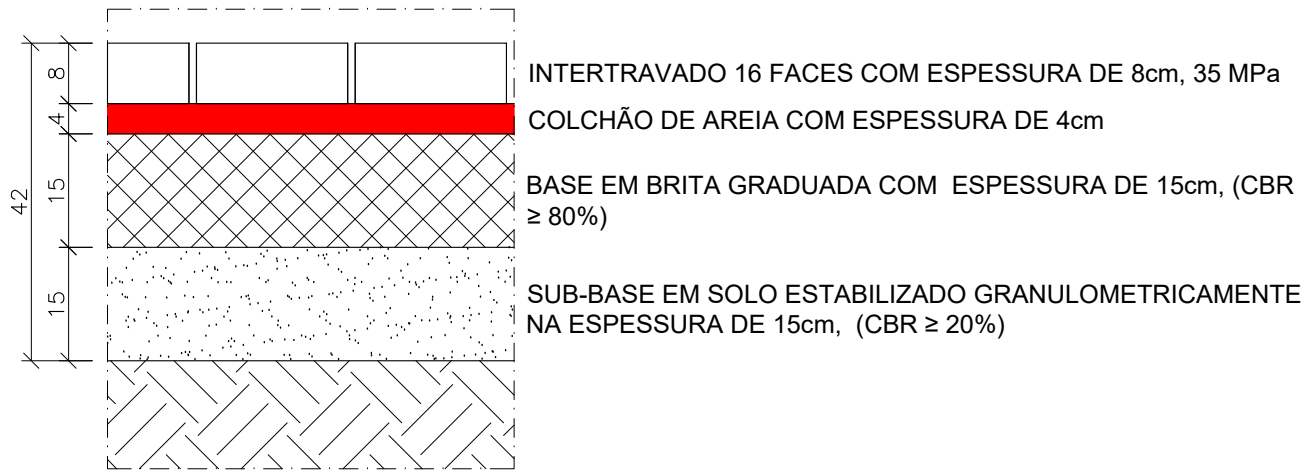 8
INTERTRAVADO 16 FACES COM ESPESSURA DE 8cm, 35 MPa
4
COLCHÃO DE AREIA COM ESPESSURA DE 4cm
42
15
BASE EM BRITA GRADUADA COM ESPESSURA DE 15cm, (CBR
≥ 80%)
15
SUB-BASE EM SOLO ESTABILIZADO GRANULOMETRICAMENTE
NA ESPESSURA DE 15cm, (CBR ≥ 20%)